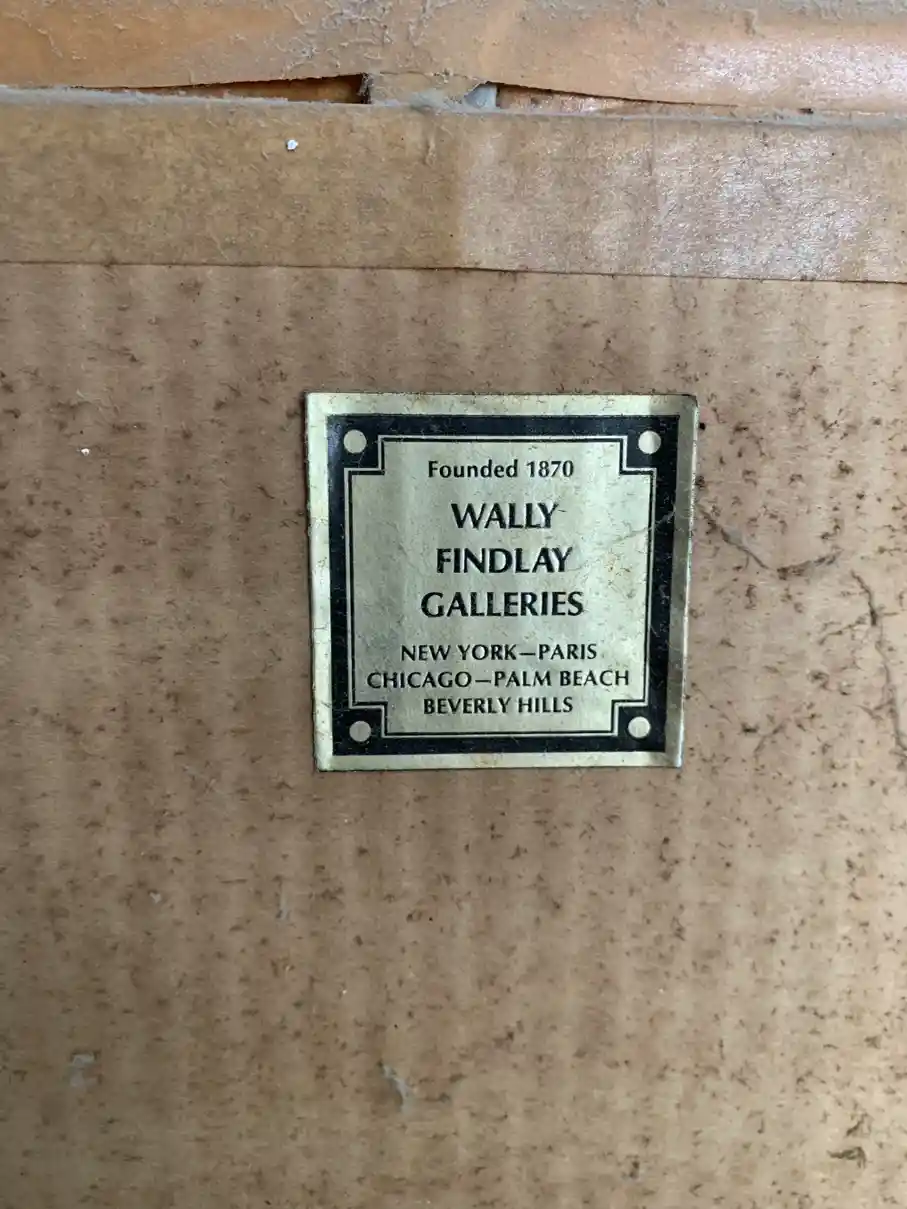 Founded 1870
WALLY
FINDLAY
GALLERIES
NEW YORK—PARIS
CHICAGO—PALM BEACH
BEVERLY HILLS